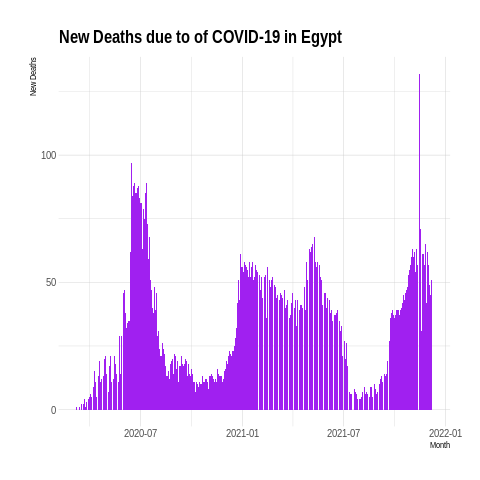 New Deaths due to of COVID-19 in Egypt
New Deaths
100
50
0
2020-07
2021-01
2021-07
2022-01
Month